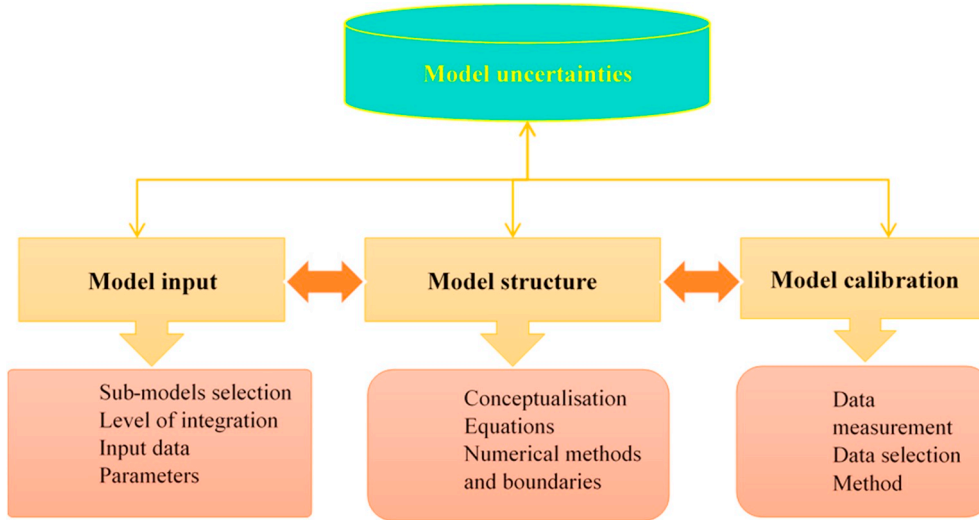 Model uncertainties
Model input
Model structure
Model calibration
Sub-models selection
Level of integration
Input data
Parameters
Conceptualisation
Equations
Numerical methods
and boundaries
Data
measurement
Data selection
Method